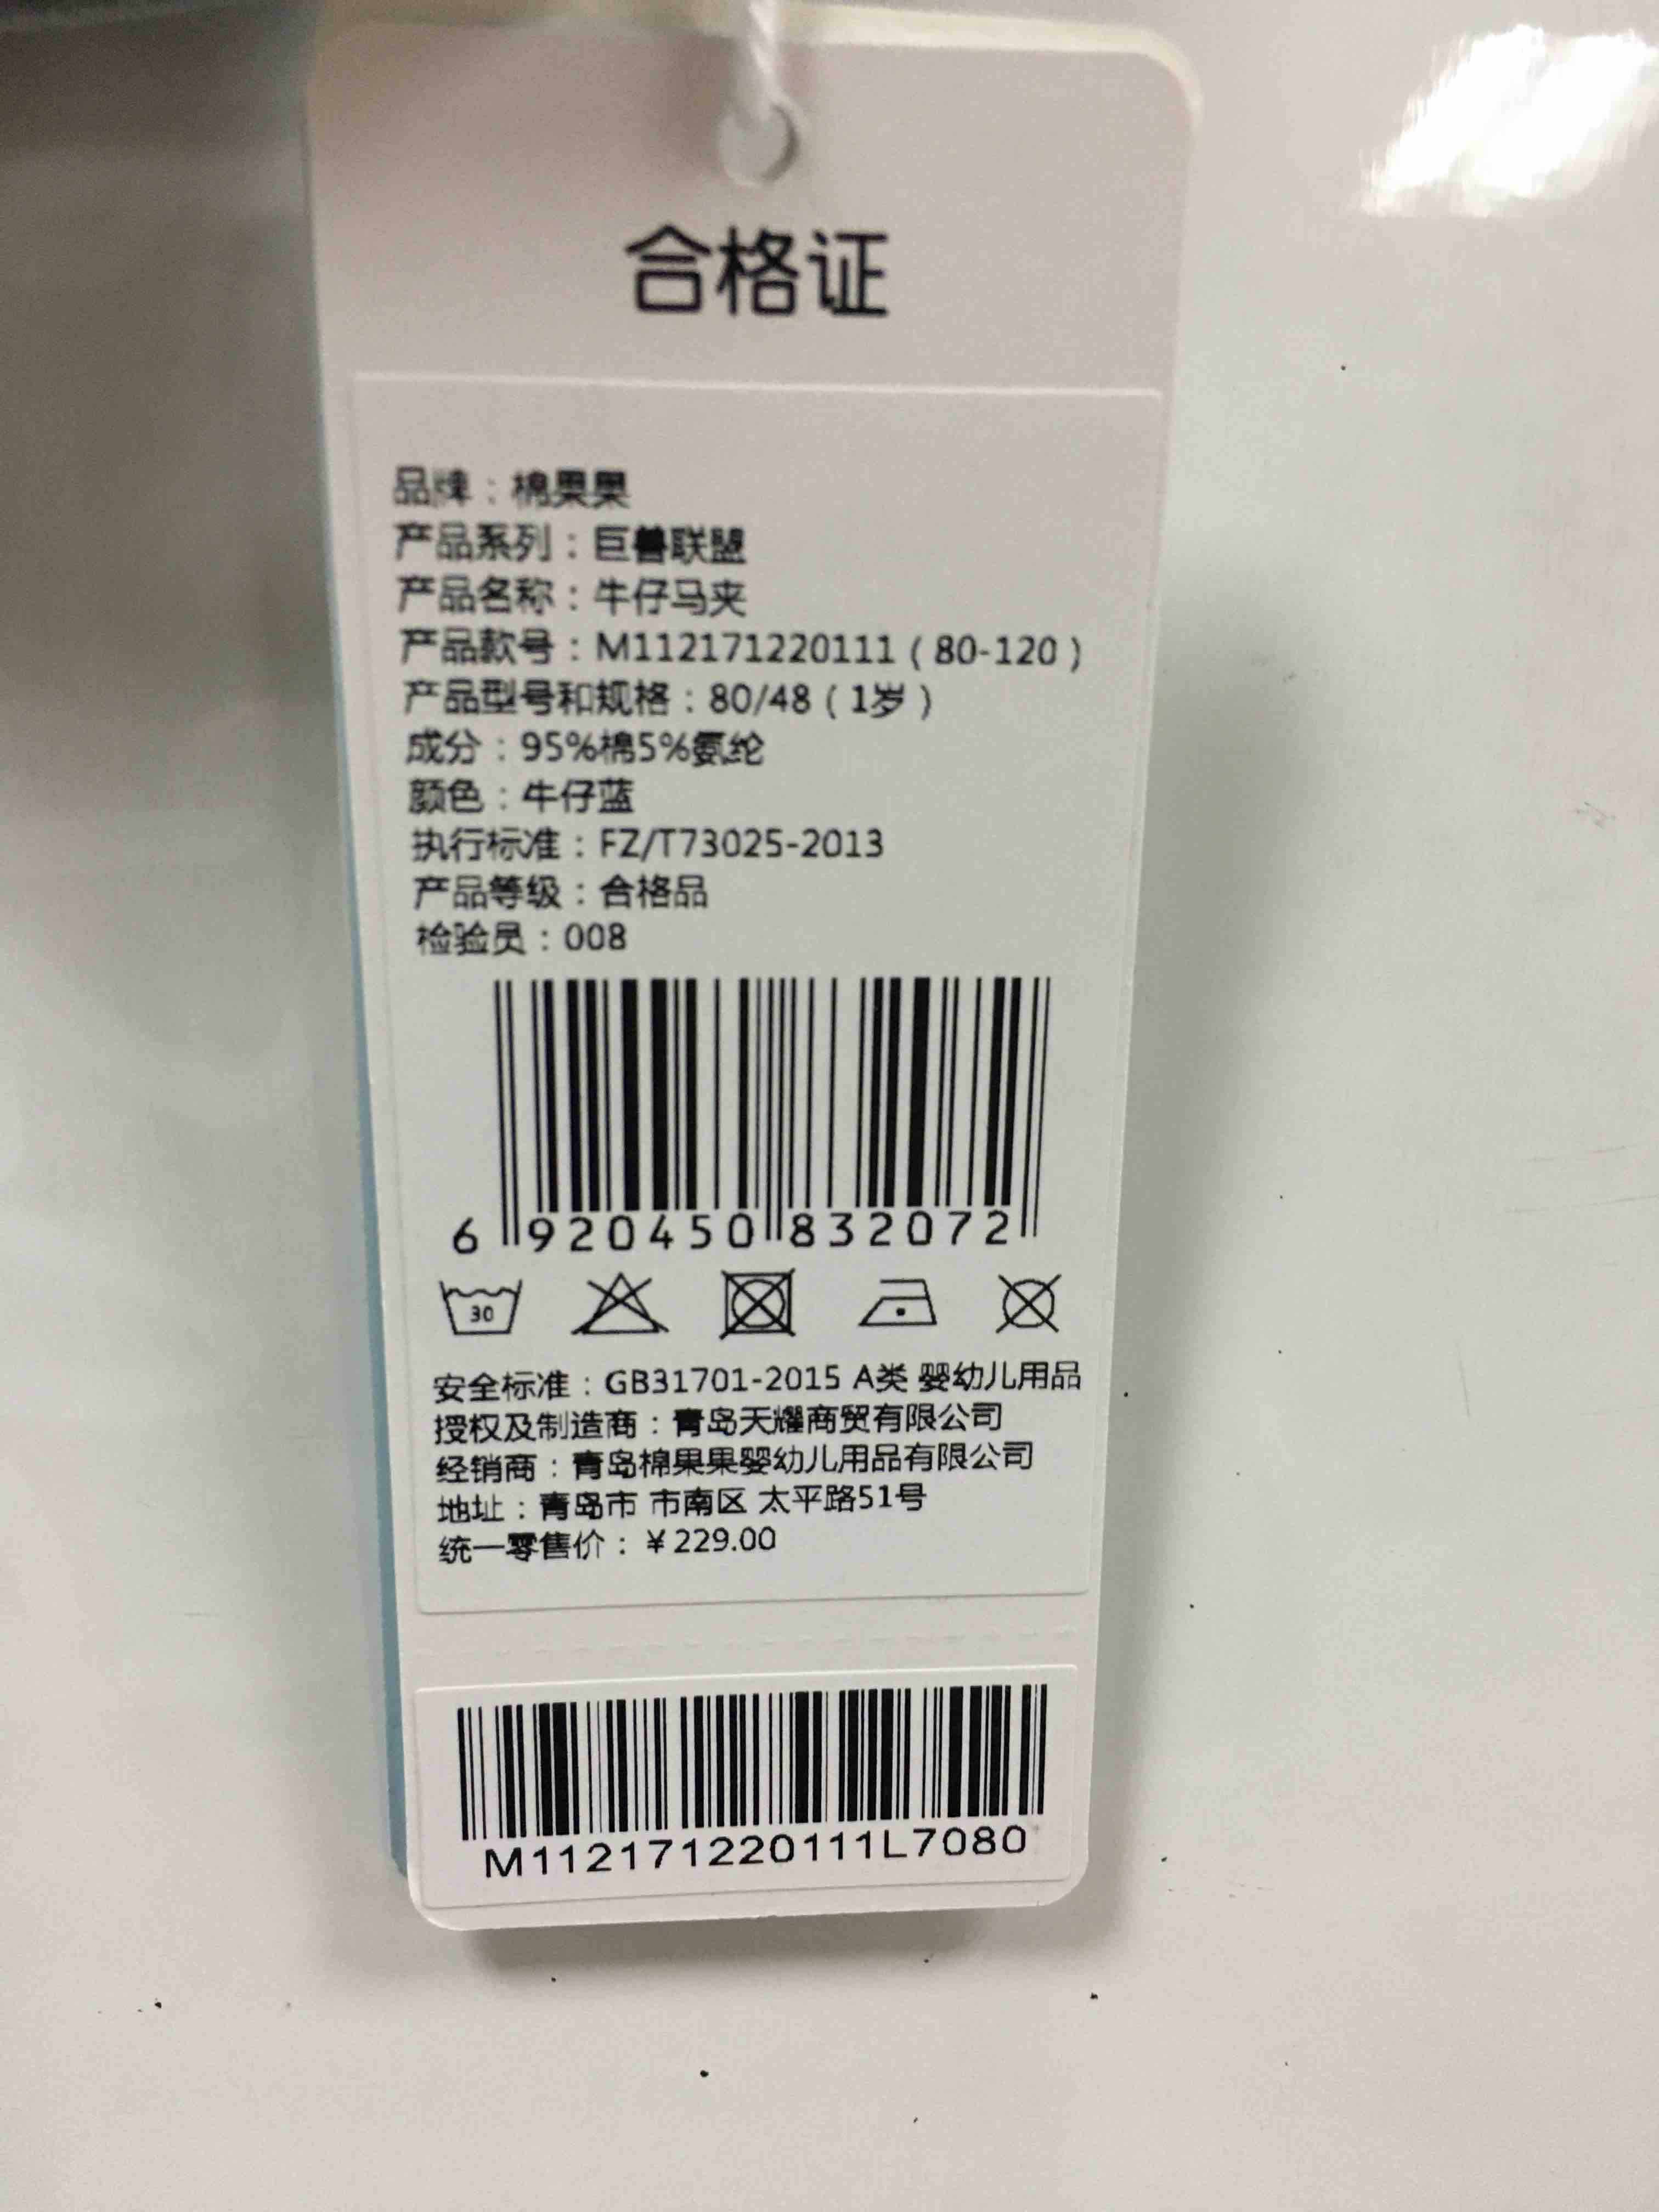 合格证
品牌：棉果果
产品系列：巨兽联盟
产品名称：牛仔马夹
产品款号：M112171220111（80-120）
产品型号和规格：80/48（1岁）
成分：95%棉5%氨纶
颜色：牛仔蓝
执行标准：FZ/T73025-2013
产品等级：合格品
检验员：008
6 920450 832072
30
安全标准：GB31701-2015 A类 婴幼儿用品
授权及制造商：青岛天耀商贸有限公司
经销商：青岛棉果果婴幼儿用品有限公司
地址：青岛市 市南区 太平路51号
统一零售价：￥229.00
M112171220111L7080